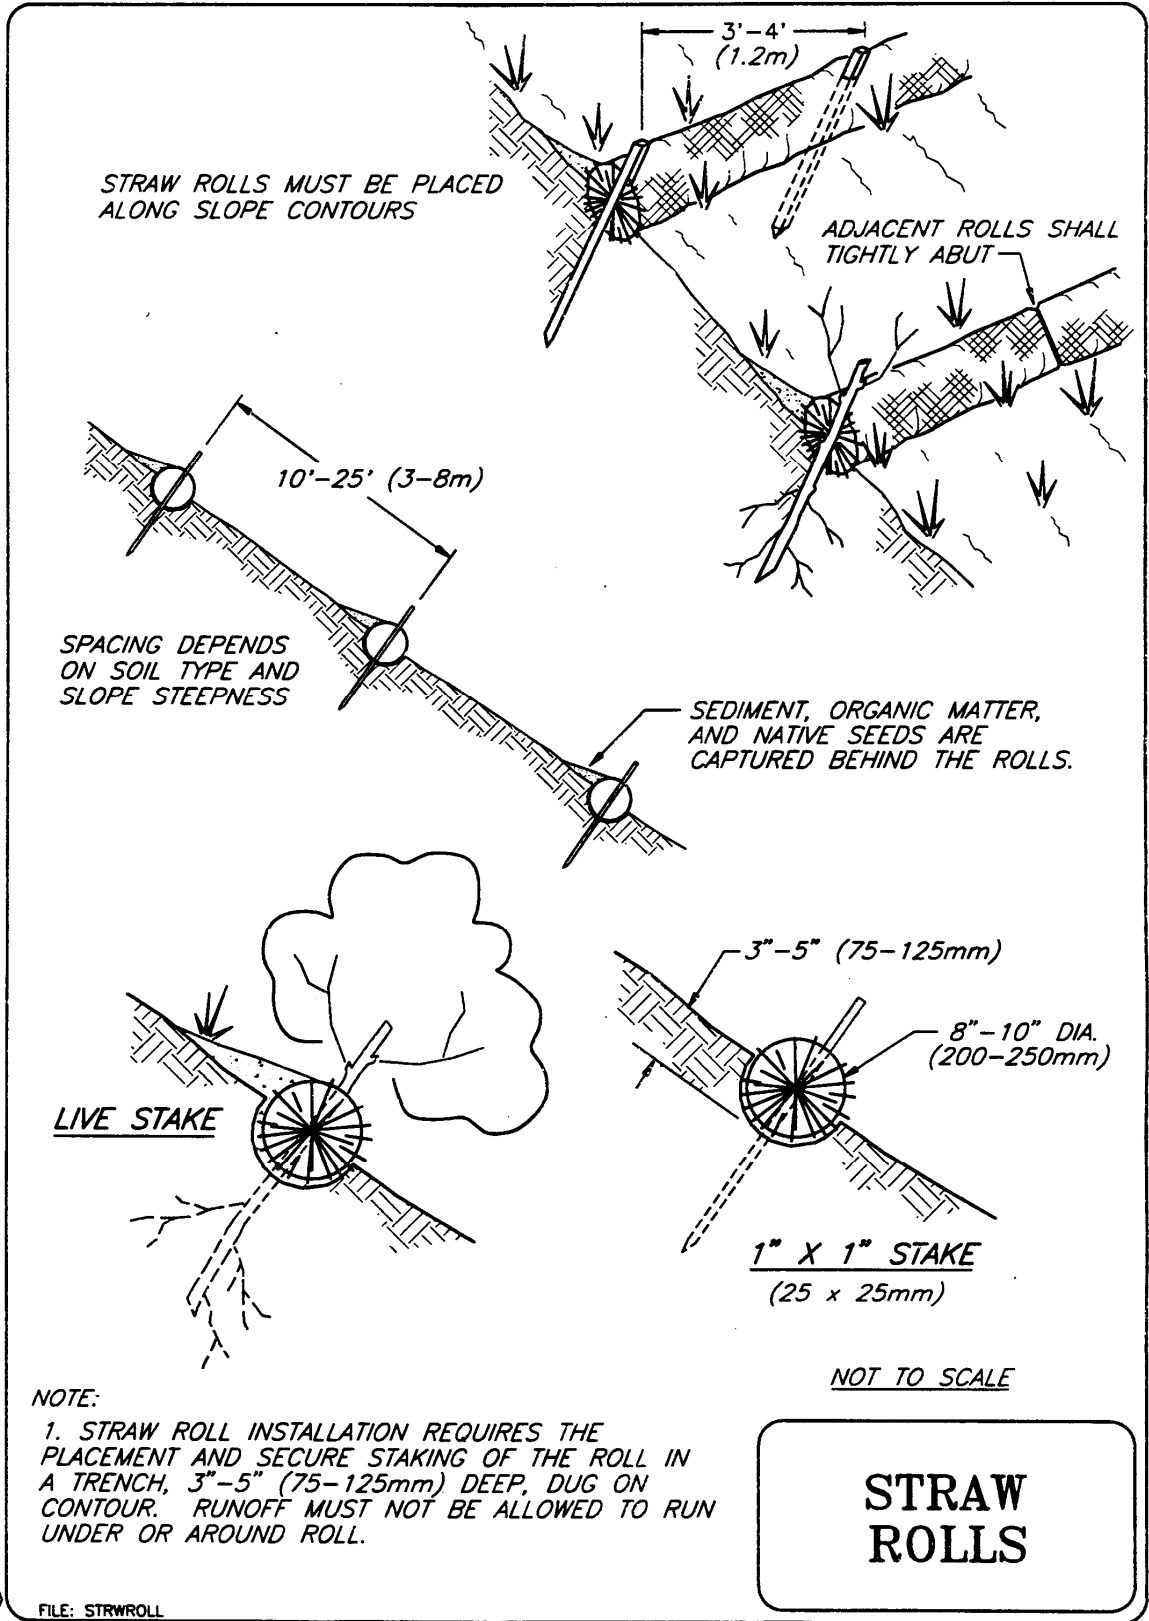 3'-4'
(1.2m)
STRAW ROLLS MUST BE PLACED
ALONG SLOPE CONTOURS
ADJACENT ROLLS SHALL
TIGHTLY ABUT
10'-25' (3-8m)
SPACING DEPENDS
ON SOIL TYPE AND
SLOPE STEEPNESS
SEDIMENT, ORGANIC MATTER,
AND NATIVE SEEDS ARE
CAPTURED BEHIND THE ROLLS.
3"-5" (75-125mm)
8"-10" DIA.
(200-250mm)
LIVE STAKE
1" X 1" STAKE
(25 x 25mm)
NOT TO SCALE
NOTE:
1. STRAW ROLL INSTALLATION REQUIRES THE
PLACEMENT AND SECURE STAKING OF THE ROLL IN
A TRENCH, 3"-5" (75-125mm) DEEP, DUG ON
CONTOUR. RUNOFF MUST NOT BE ALLOWED TO RUN
UNDER OR AROUND ROLL.
STRAW
ROLLS
FILE: STRWROLL